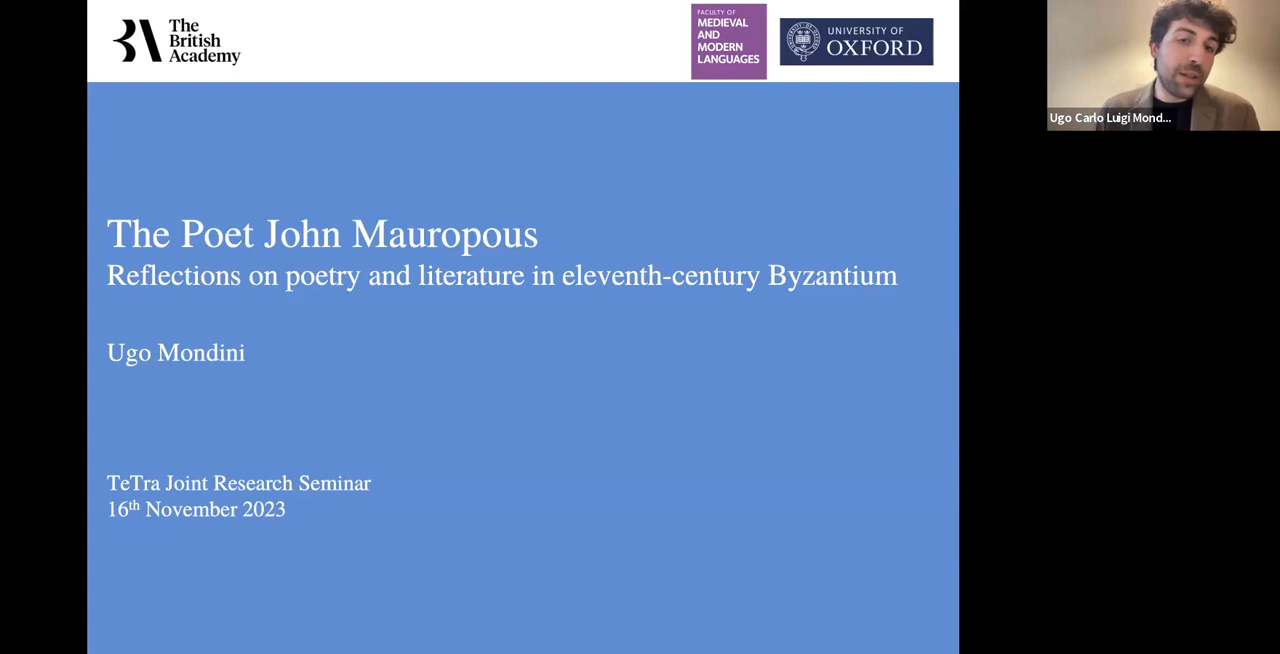 The
British
Academy
FACULTY OF
MEDIEVAL
AND
MODERN
LANGUAGES
UNIVERSITY OF
OXFORD
Ugo Carlo Luigi Mond...
The Poet John Mauropous
Reflections on poetry and literature in eleventh-century Byzantium
Ugo Mondini
TeTra Joint Research Seminar
16th November 2023